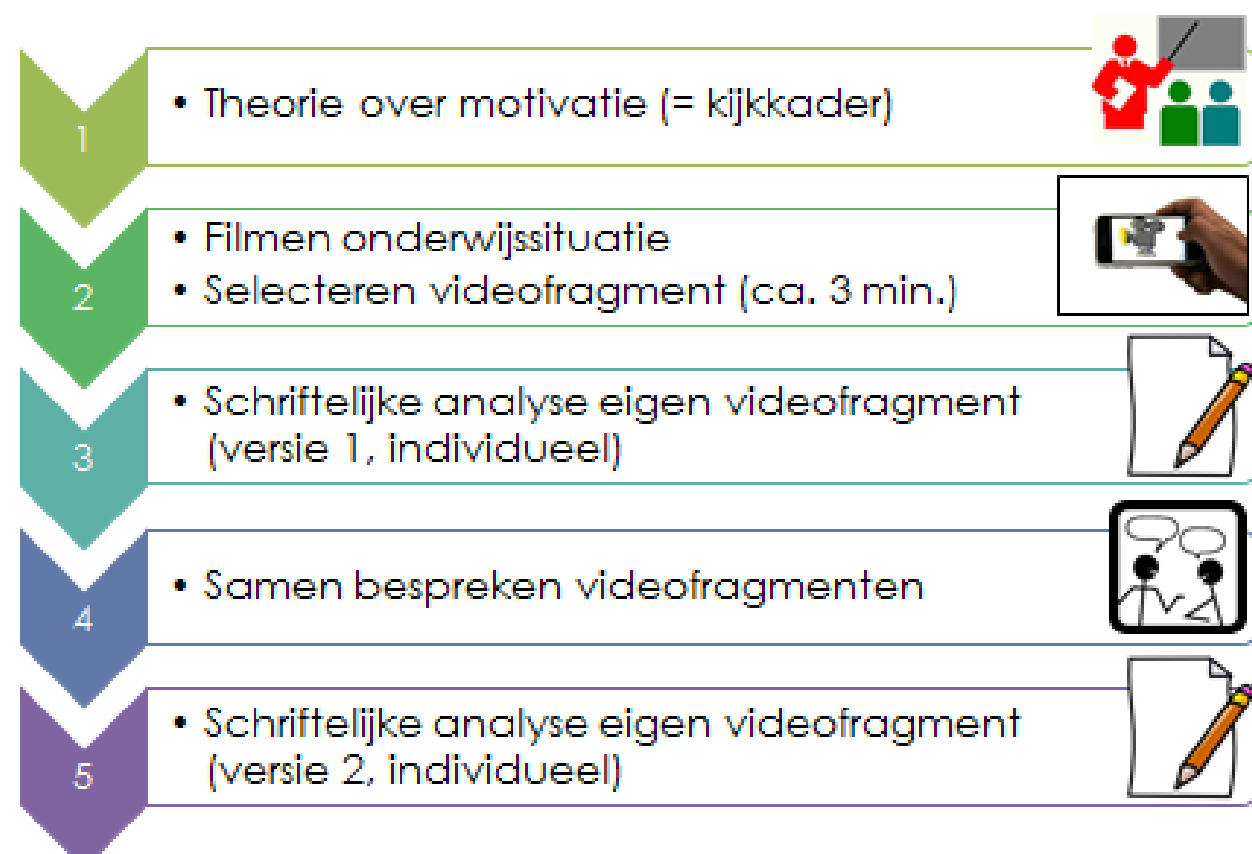 1
• Theorie over motivatie (= kijkkader)
2
• Filmen onderwijssituatie
• Selecteren videofragment (ca. 3 min.)
3
• Schriftelijke analyse eigen videofragment
(versie 1, individueel)
4
• Samen bespreken videofragmenten
5
• Schriftelijke analyse eigen videofragment
(versie 2, individueel)